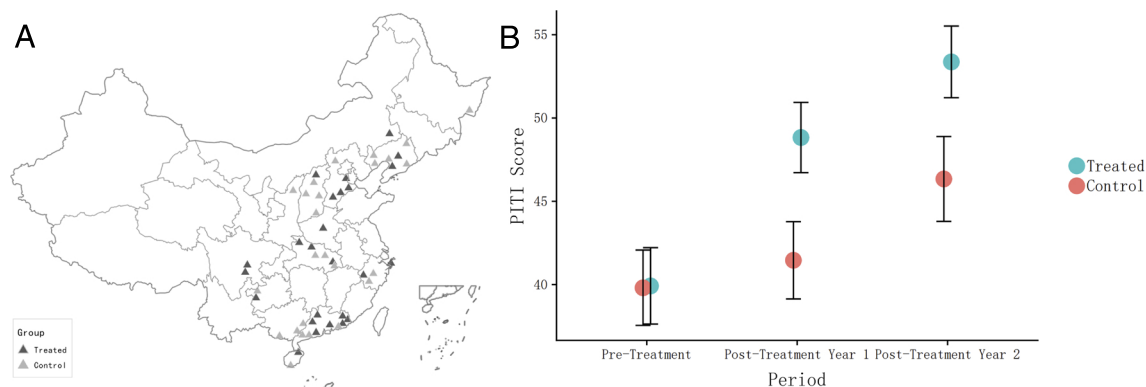 A
Group
Treated
Control
B
PITI Score
55
50
45
40
Pre-Treatment
Post-Treatment Year 1
Post-Treatment Year 2
Period
Treated
Control